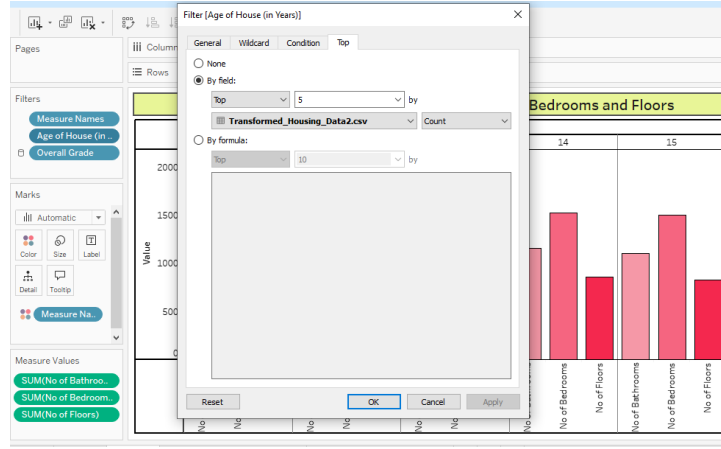 Filter [Age of House (in Years)]
Pages
iii Column
Rows
General Wildcard Condition Top
None
By field:
Top 5 by
Transformed_Housing_Data2.csv Count
By formula:
Top 10 by
Reset OK Cancel Apply
Filters
Measure Names
Age of House (in ..
Overall Grade
Marks
Automatic
Color Size Label
Detail Tooltip
Measure Na..
Measure Values
SUM(No of Bathroo..
SUM(No of Bedroom..
SUM(No of Floors)
Bedrooms and Floors
14 15
2000
1500
1000
500
0
Value
No of Bedrooms
No of Floors
No of Bathrooms
No of Bedrooms
No of Floors